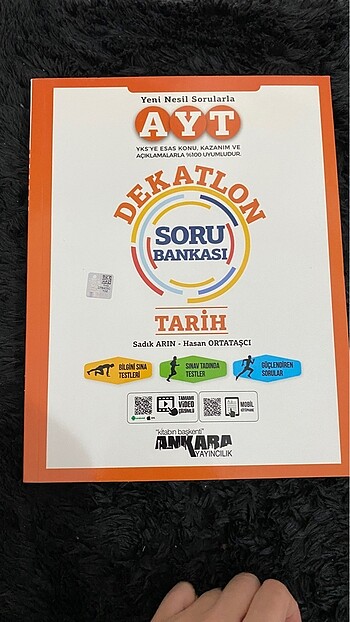 Yeni Nesil Sorularla
AYT
YKS'YE ESAS KONU, KAZANIM VE
AÇIKLAMALARLA %100 UYUMLUDUR.
DEKATLON
SORU
BANKASI
TARİH
Sadık ARIN - Hasan ORTATAŞCI
BİLGİNİ SINA
TESTLERİ
SINAV TADINDA
TESTLER
GÜÇLENDİREN
SORULAR
TAMAMI
VİDEO
ÇÖZÜMLÜ
MOBİL
KÜTÜPHANE
"kitabın başkenti"
ANKARA
YAYINCILIK